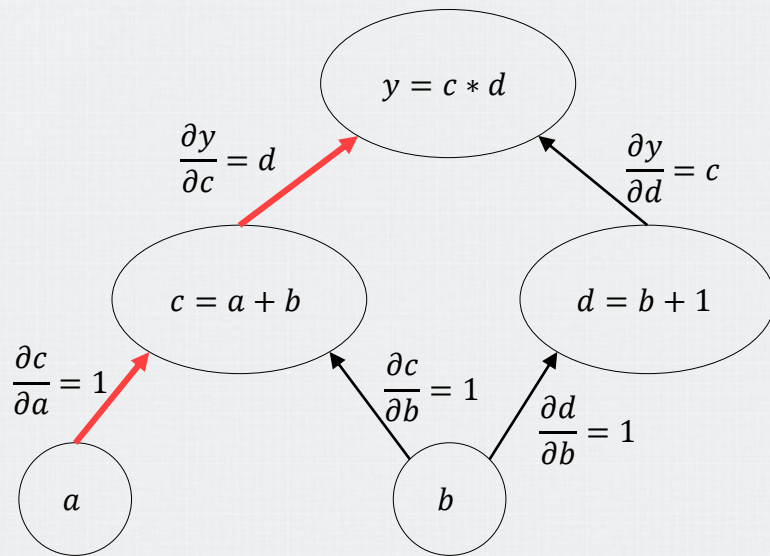 y = c ∗ d
∂y/∂c = d
∂y/∂d = c
c = a + b
d = b + 1
∂c/∂a = 1
∂c/∂b = 1
∂d/∂b = 1
a
b